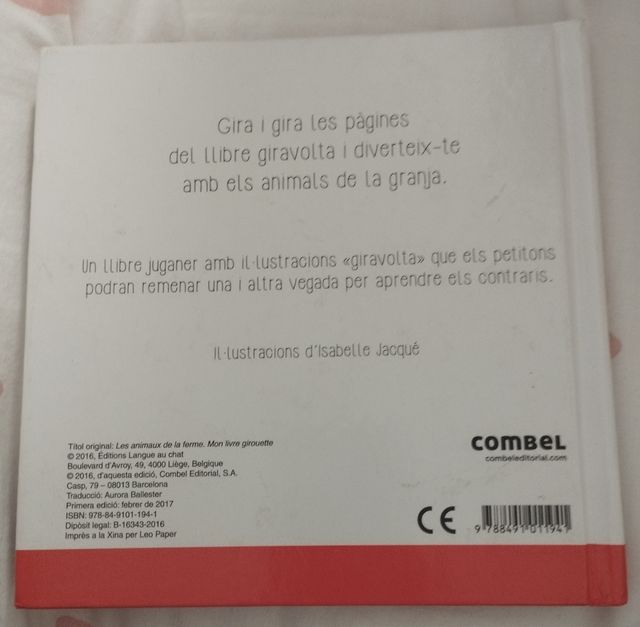 Gira i gira les pàgines
del llibre giravolta i diverteix-te
amb els animals de la granja.
Un llibre juganer amb il·lustracions «giravolta» que els petitons
podran remenar una i altra vegada per aprendre els contraris.
Il·lustracions d'Isabelle Jacqué
Títol original: Les animaux de la ferme. Mon livre girouette
© 2016, Éditions Langue au chat
Boulevard d'Avroy, 49, 4000 Liège, Belgique
© 2016, d'aquesta edició, Combel Editorial, S.A.
Casp, 79 – 08013 Barcelona
Traducció: Aurora Ballester
Primera edició: febrer de 2017
ISBN: 978-84-9101-194-1
Dipòsit legal: B-16343-2016
Imprès a la Xina per Leo Paper
COMBEL
combeleditorial.com
CE
9 788491 011941